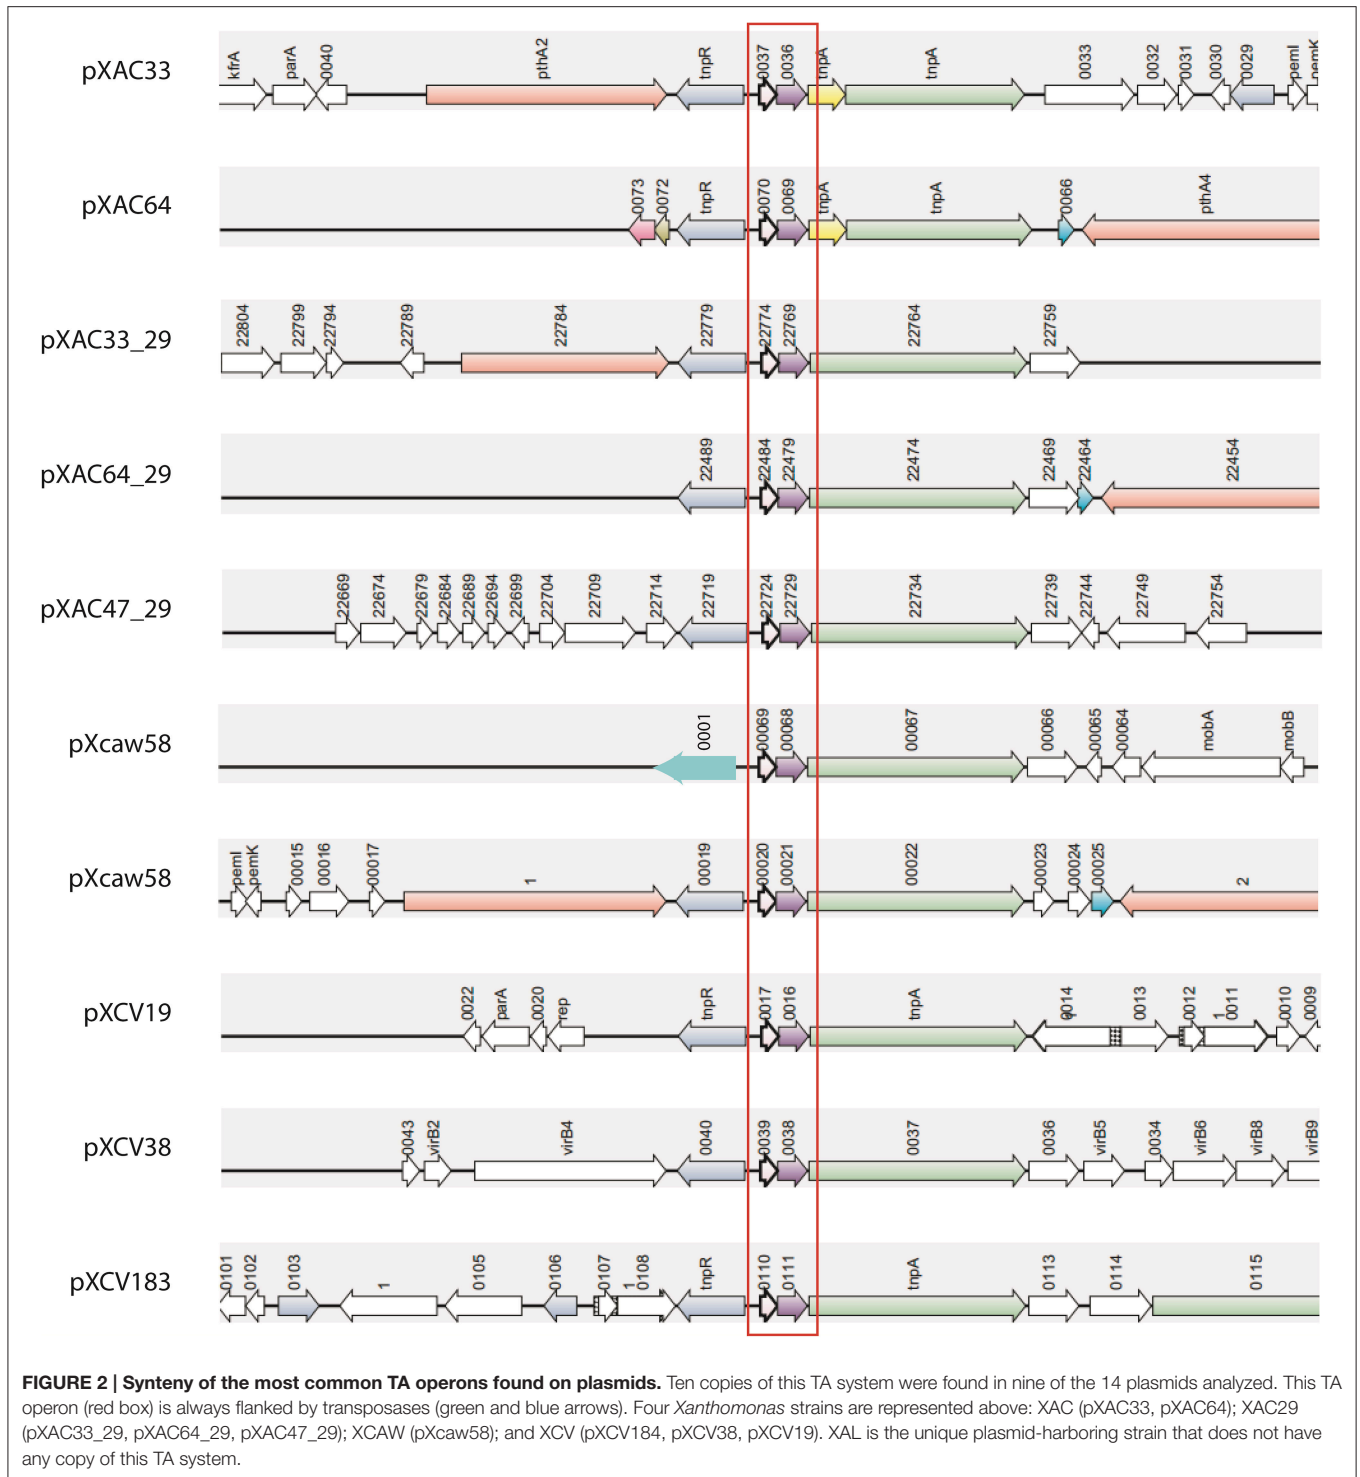 pXAC33
kfrA parA 0040 pthA2 tnpR 0037 0036 tnpA tnpA 0033 0032 0031 0030 0029 pemI pemK
pXAC64
0073 0072 tnpR 0070 0069 tnpA tnpA 0066 pthA4
pXAC33_29
22804 22799 22794 22789 22784 22779 22774 22769 22764 22759
pXAC64_29
22489 22484 22479 22474 22469 22464 22454
pXAC47_29
22669 22674 22679 22684 22689 22694 22699 22704 22709 22714 22719 22724 22729 22734 22739 22744 22749 22754
pXcaw58
0001 00069 00068 00067 00066 00065 00064 mobA mobB
pXcaw58
pemI pemK 00015 00016 00017 1 00019 00020 00021 00022 00023 00024 00025 2
pXCV19
0022 parA 0020 rep tnpR 0017 0016 tnpA 0014 1 0013 0012 1 0011 0010 0009
pXCV38
0043 virB2 virB4 0040 0039 0038 0037 0036 virB5 0034 virB6 virB8 virB9
pXCV183
0101 0102 0103 1 0105 0106 0107 1 0108 tnpR 0110 0111 tnpA 0113 0114 0115
FIGURE 2 | Synteny of the most common TA operons found on plasmids. Ten copies of this TA system were found in nine of the 14 plasmids analyzed. This TA
operon (red box) is always flanked by transposases (green and blue arrows). Four Xanthomonas strains are represented above: XAC (pXAC33, pXAC64); XAC29
(pXAC33_29, pXAC64_29, pXAC47_29); XCAW (pXcaw58); and XCV (pXCV184, pXCV38, pXCV19). XAL is the unique plasmid-harboring strain that does not have
any copy of this TA system.